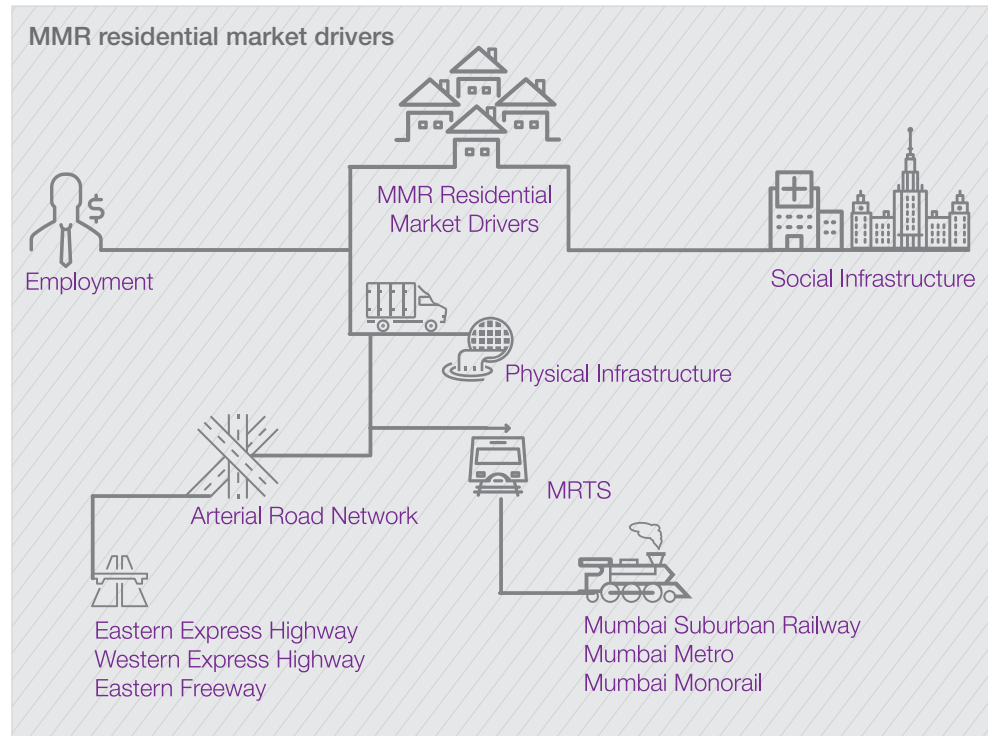 MMR residential market drivers
MMR Residential
Market Drivers
$
Employment
Social Infrastructure
Physical Infrastructure
Arterial Road Network
MRTS
Eastern Express Highway
Western Express Highway
Eastern Freeway
Mumbai Suburban Railway
Mumbai Metro
Mumbai Monorail